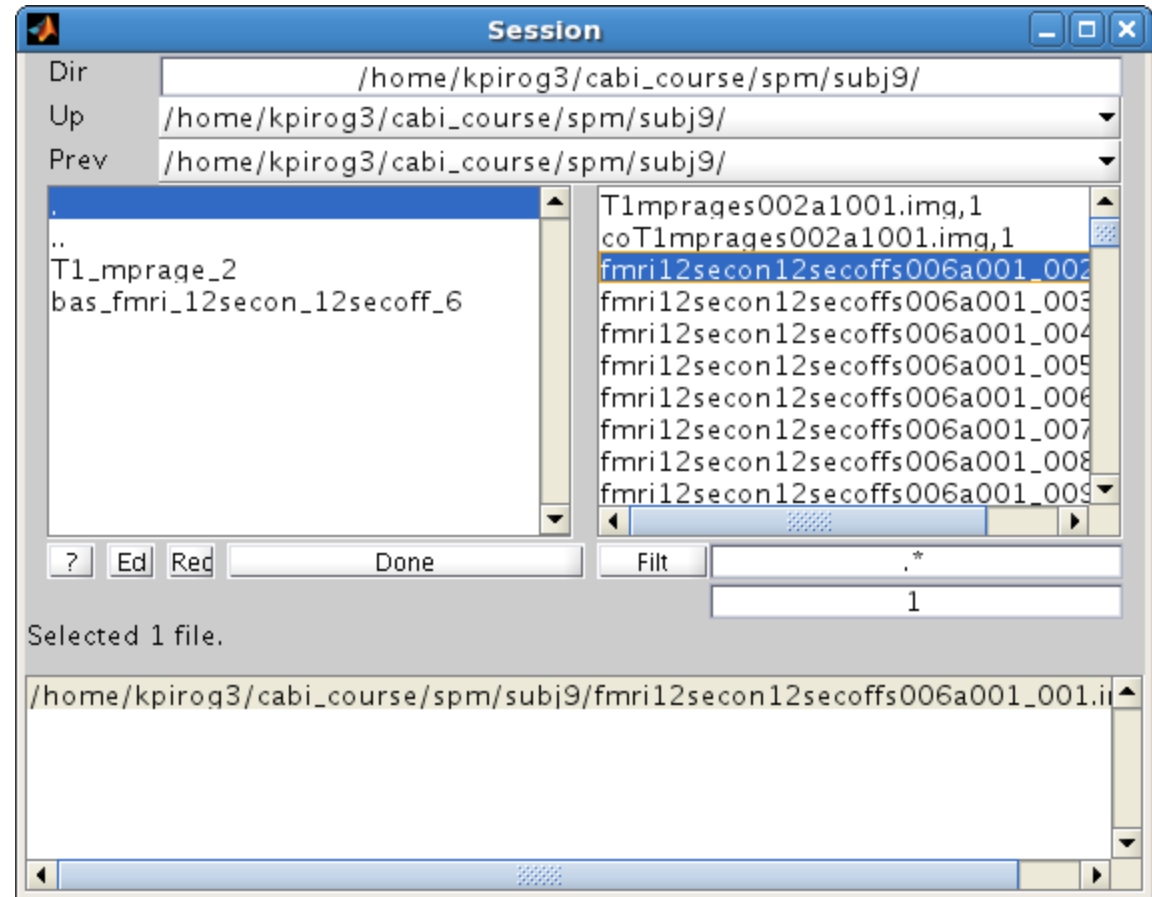 Session
Dir /home/kpirog3/cabi_course/spm/subj9/
Up /home/kpirog3/cabi_course/spm/subj9/
Prev /home/kpirog3/cabi_course/spm/subj9/
.
..
T1_mprage_2
bas_fmri_12secon_12secoff_6
T1mprages002a1001.img,1
coT1mprages002a1001.img,1
fmri12secon12secoffs006a001_002
fmri12secon12secoffs006a001_003
fmri12secon12secoffs006a001_004
fmri12secon12secoffs006a001_005
fmri12secon12secoffs006a001_006
fmri12secon12secoffs006a001_007
fmri12secon12secoffs006a001_008
fmri12secon12secoffs006a001_009
? Ed Rec Done Filt .*
1
Selected 1 file.
/home/kpirog3/cabi_course/spm/subj9/fmri12secon12secoffs006a001_001.i